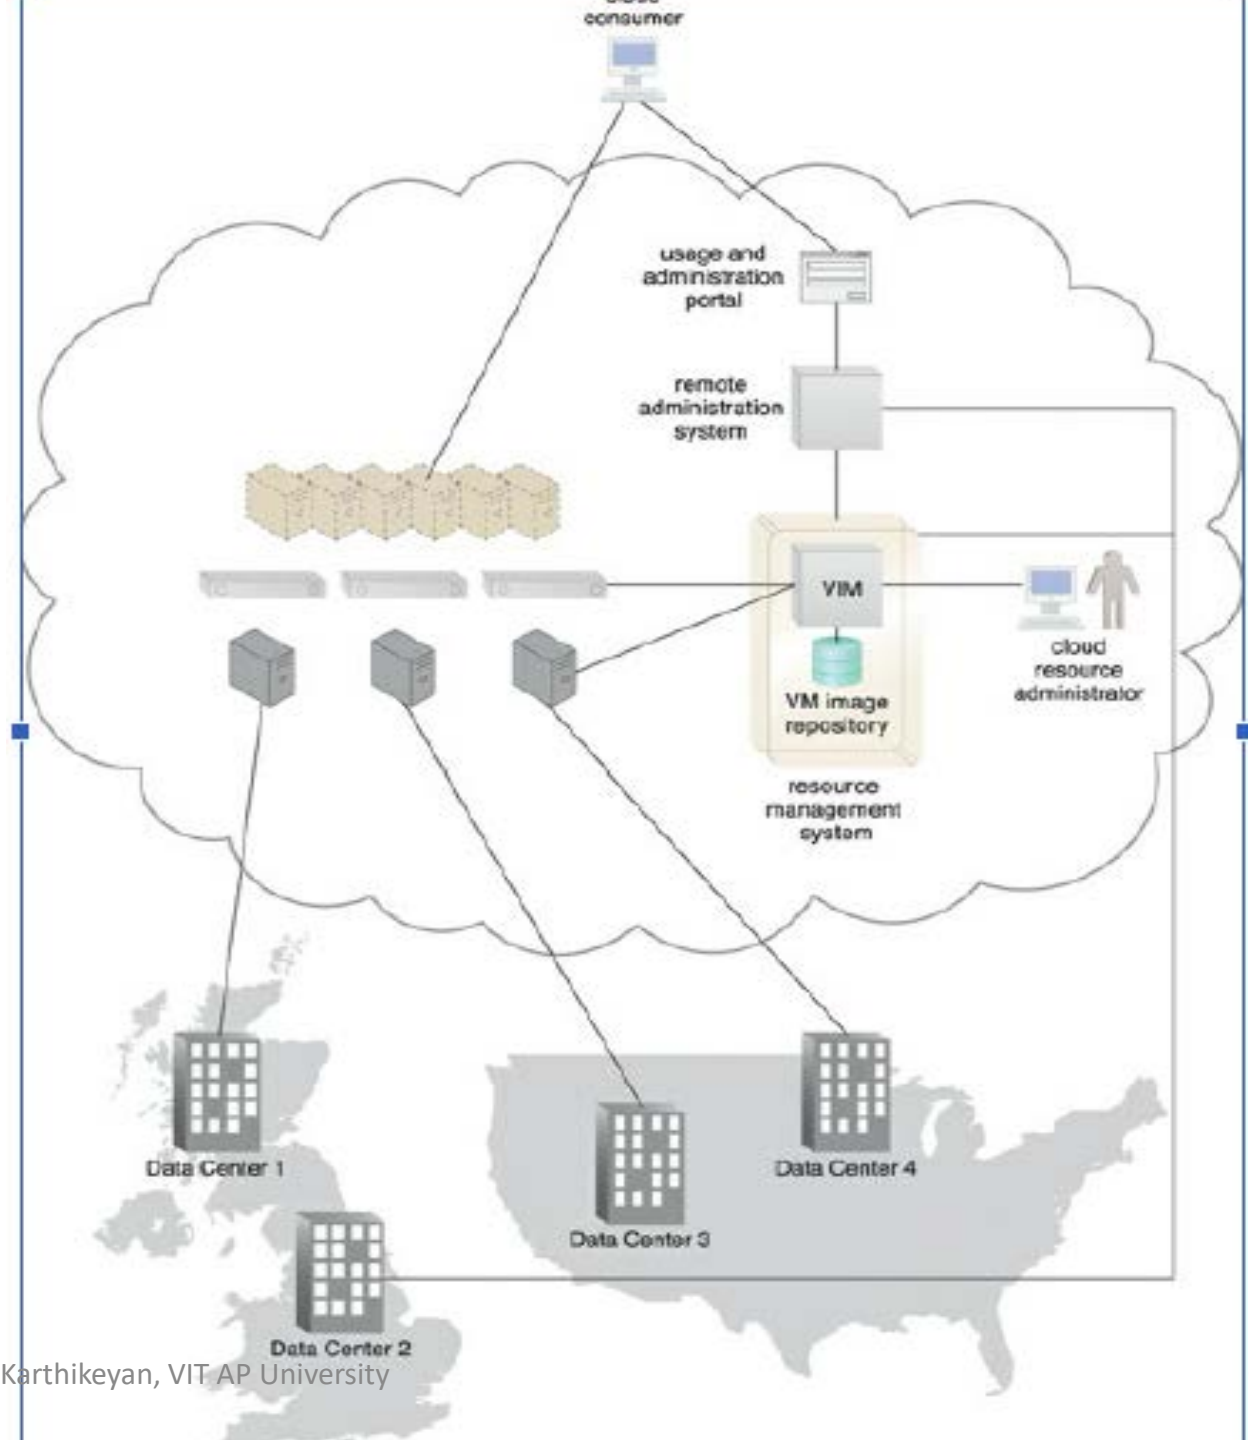 consumer
usage and
administration
portal
remote
administration
system
VIM
VM image
repository
resource
management
system
cloud
resource
administrator
Data Center 1
Data Center 4
Data Center 3
Data Center 2
Karthikeyan, VIT AP University